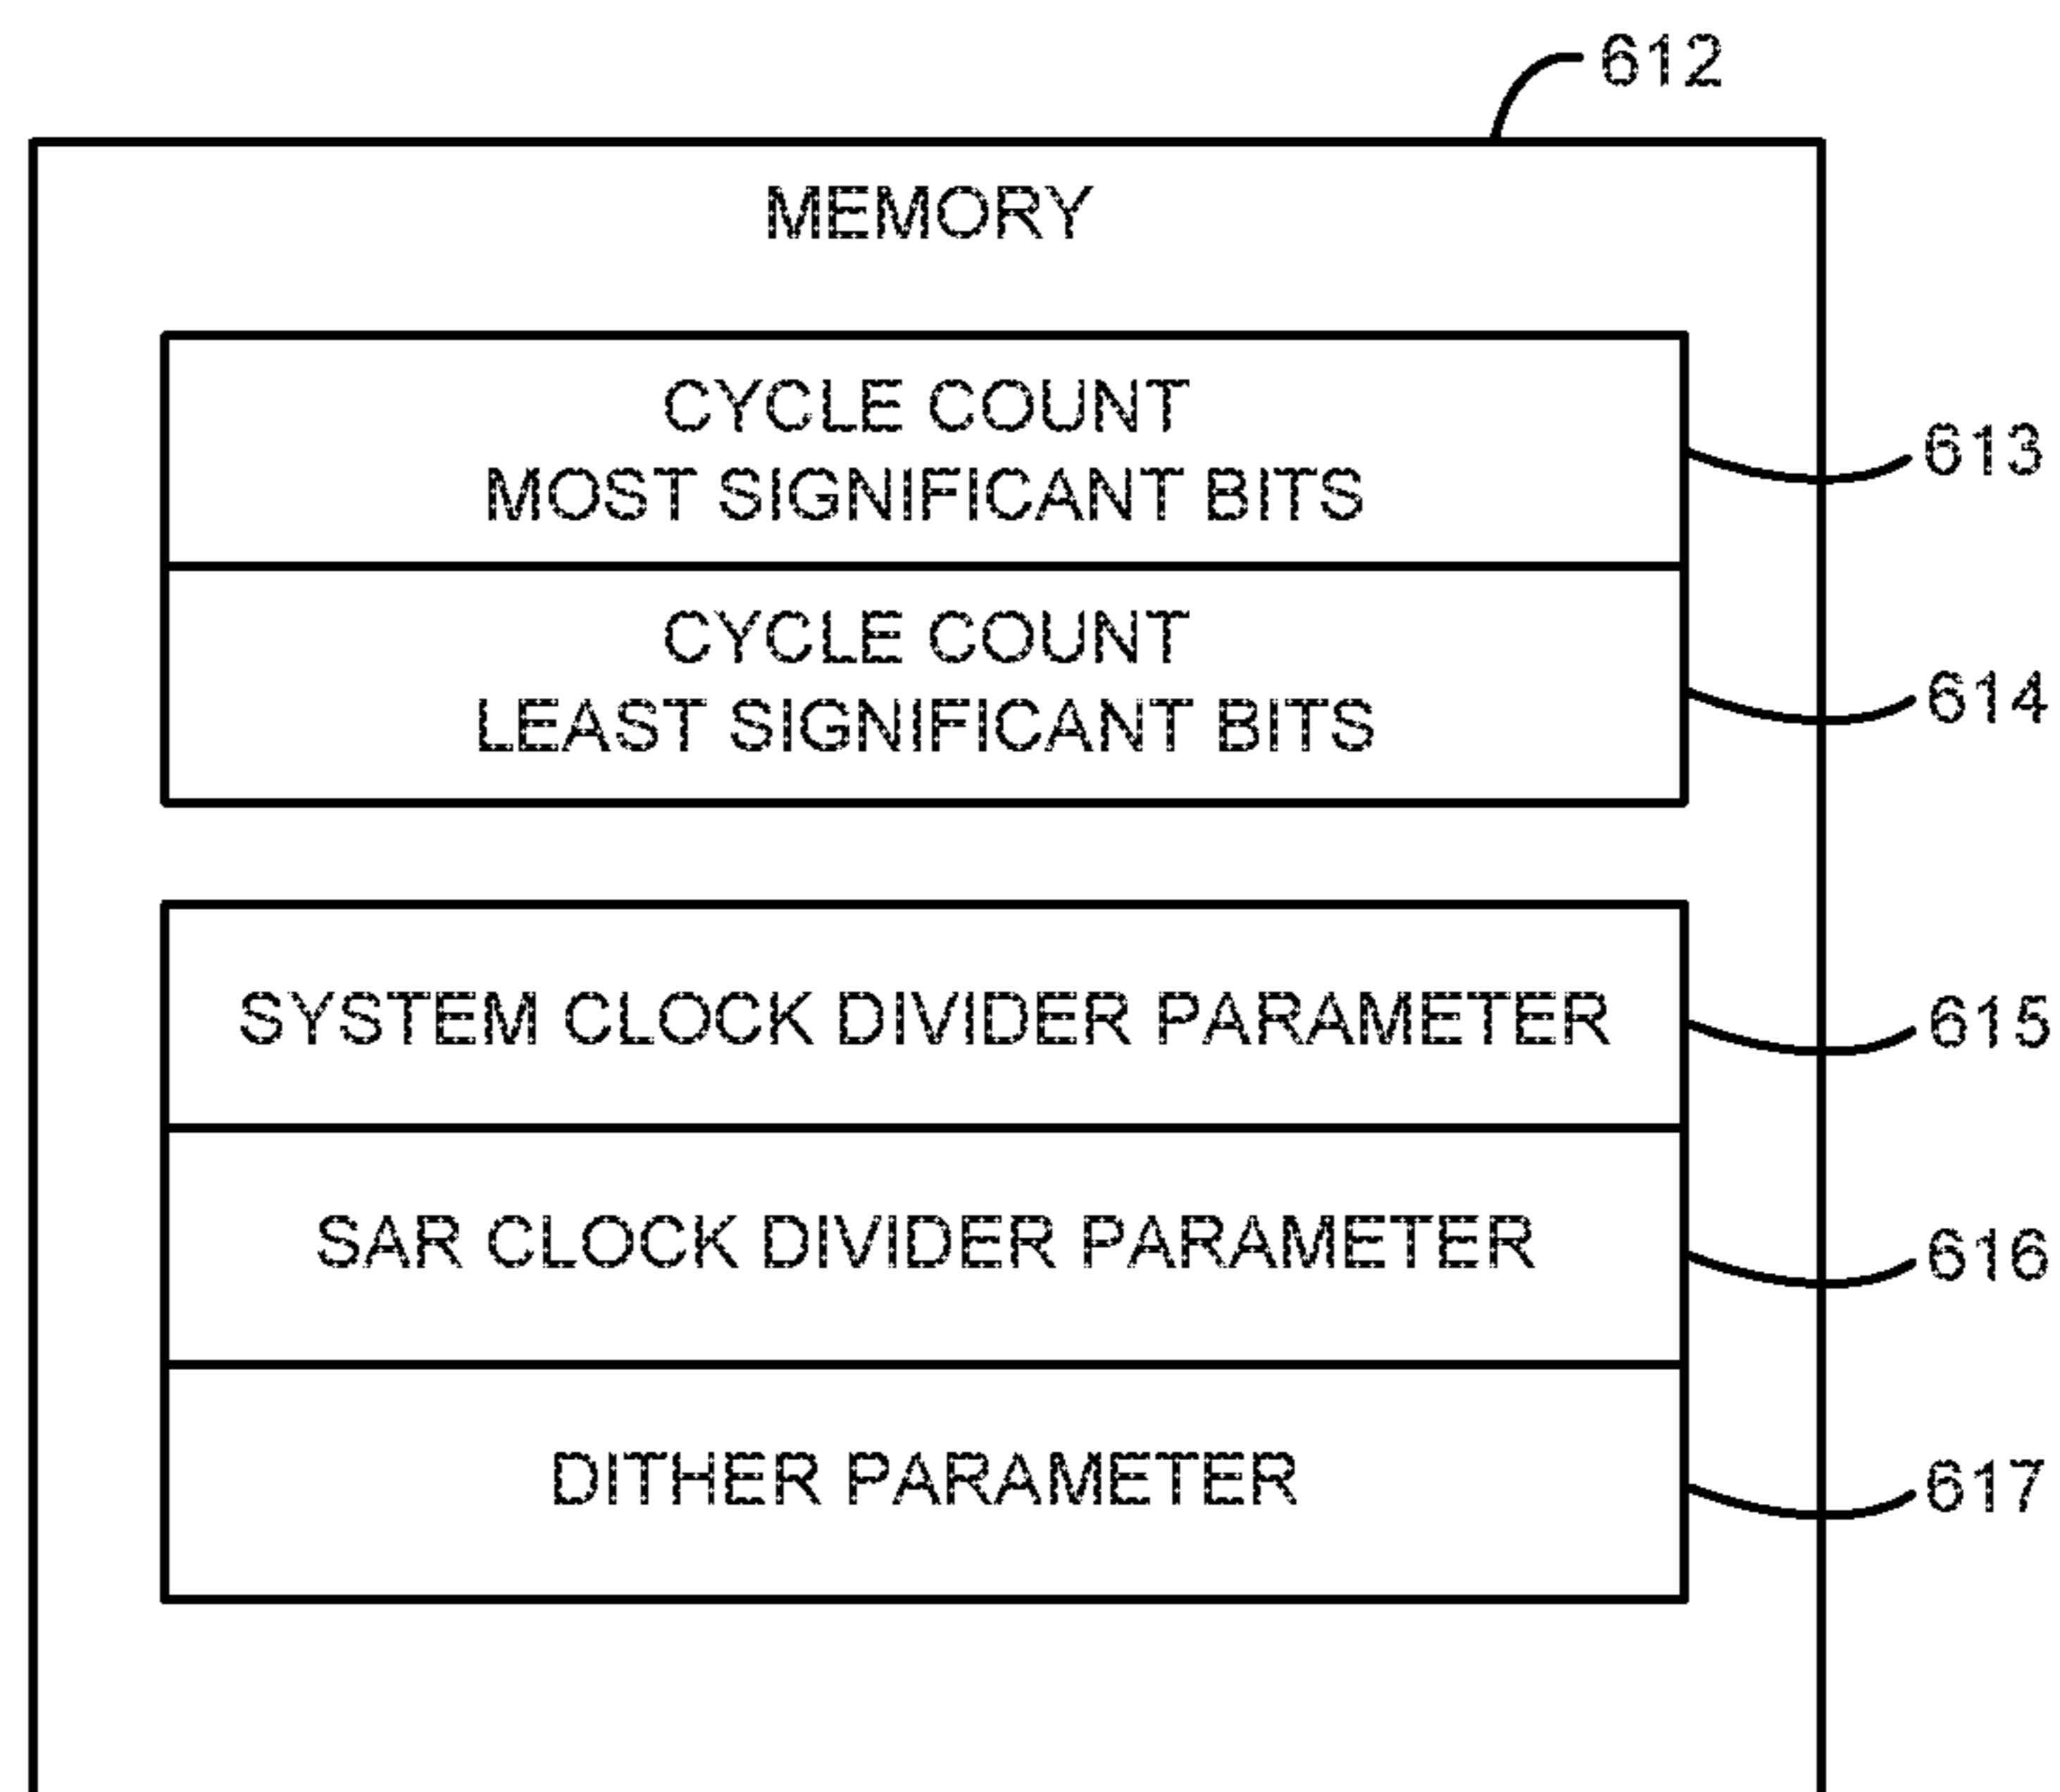 612
MEMORY
CYCLE COUNT
MOST SIGNIFICANT BITS
613
CYCLE COUNT
LEAST SIGNIFICANT BITS
614
SYSTEM CLOCK DIVIDER PARAMETER
615
SAR CLOCK DIVIDER PARAMETER
616
DITHER PARAMETER
617